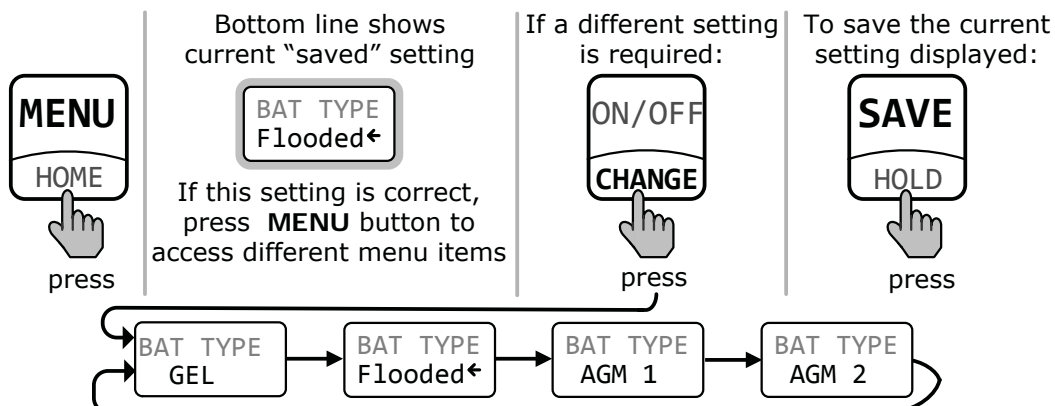 MENU
HOME
press
Bottom line shows
current “saved” setting
BAT TYPE
Flooded←
If this setting is correct,
press MENU button to
access different menu items
If a different setting
is required:
ON/OFF
CHANGE
press
To save the current
setting displayed:
SAVE
HOLD
press
BAT TYPE
GEL
BAT TYPE
Flooded←
BAT TYPE
AGM 1
BAT TYPE
AGM 2